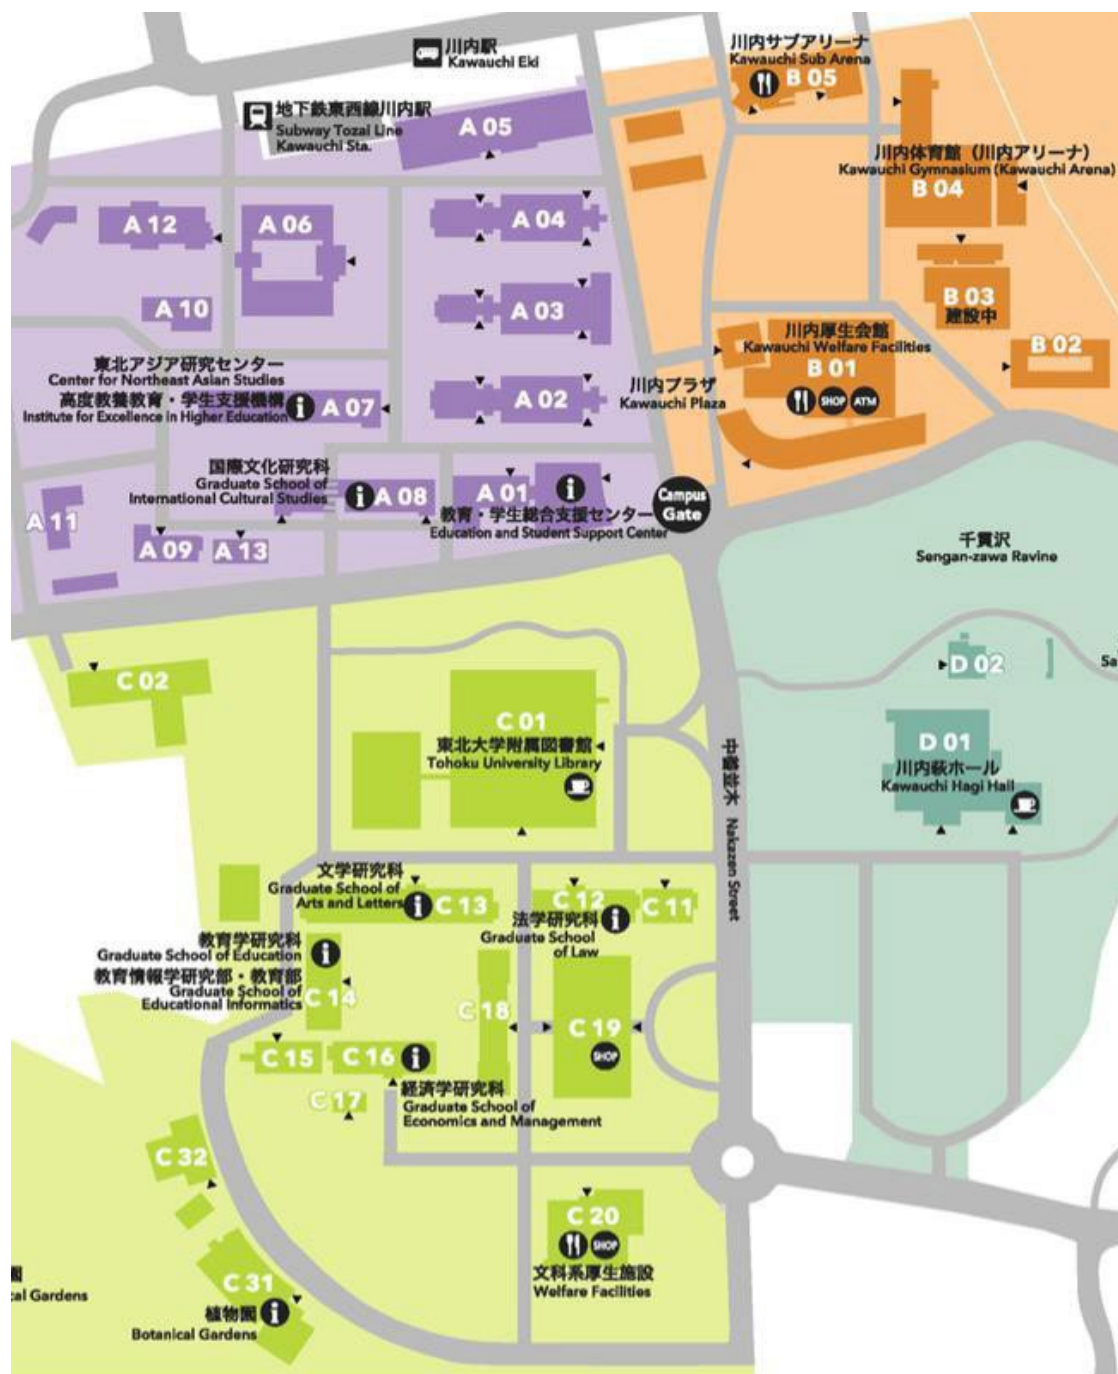 川内駅
Kawauchi Eki
川内サブアリーナ
Kawauchi Sub Arena
B 05
地下鉄東西線川内駅
Subway Tozai Line
Kawauchi Sta.
A 05
川内体育館（川内アリーナ）
Kawauchi Gymnasium (Kawauchi Arena)
B 04
A 12
A 06
A 04
A 10
A 03
B 03
建設中
川内厚生会館
Kawauchi Welfare Facilities
B 01
SHOP
ATM
B 02
東北アジア研究センター
Center for Northeast Asian Studies
高度教養教育・学生支援機構
Institute for Excellence in Higher Education
A 07
A 02
川内プラザ
Kawauchi Plaza
国際文化研究科
Graduate School of
International Cultural Studies
A 08
A 01
教育・学生総合支援センター
Education and Student Support Center
Campus
Gate
A 11
A 09
A 13
千貫沢
Sengan-zawa Ravine
D 02
Sa
C 02
C 01
東北大学附属図書館
Tohoku University Library
中善並木 Nakazen Street
D 01
川内萩ホール
Kawauchi Hagi Hall
文学研究科
Graduate School of
Arts and Letters
C 13
C 12
法学研究科
Graduate School
of Law
C 11
教育学研究科
Graduate School of Education
教育情報学研究部・教育部
Graduate School of
Educational Informatics
C 14
C 18
C 19
SHOP
C 15
C 16
経済学研究科
Graduate School of
Economics and Management
C 17
C 32
C 20
SHOP
文科系厚生施設
Welfare Facilities
園
cal Gardens
C 31
植物園
Botanical Gardens